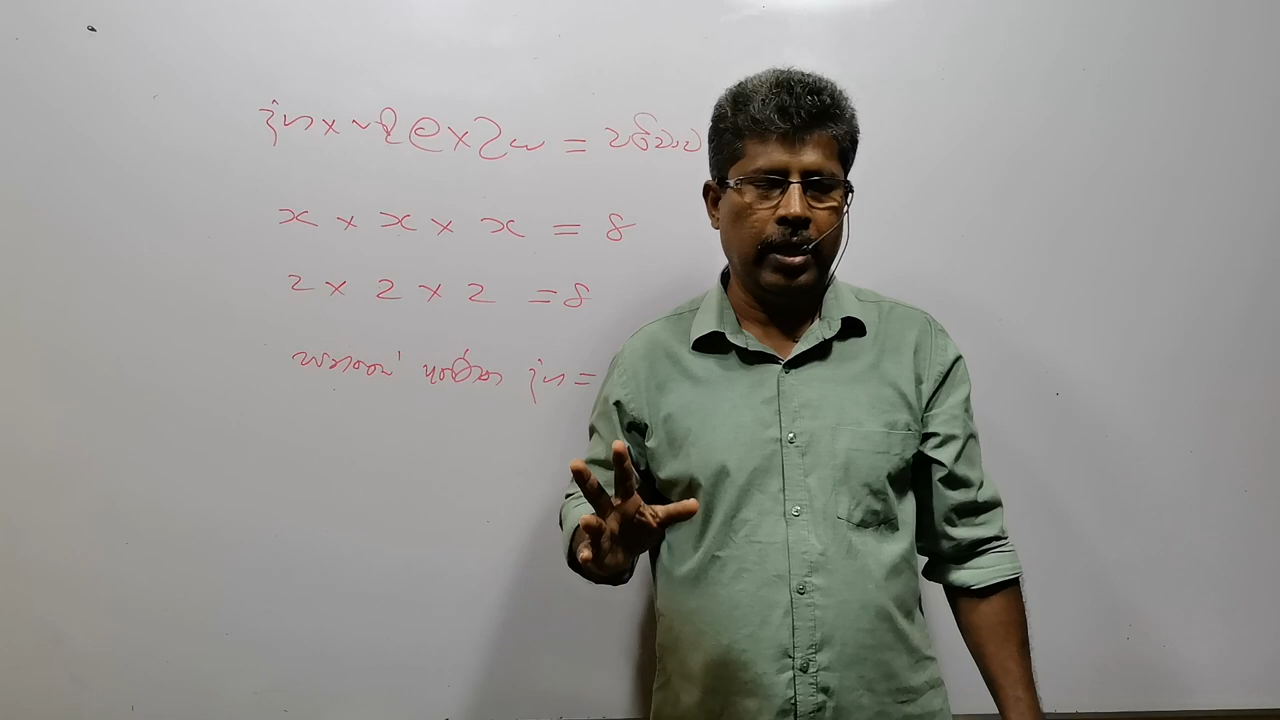 දිග × පළල × උස = පරිමාව
x × x × x = 8
2 × 2 × 2 = 8
දිග =